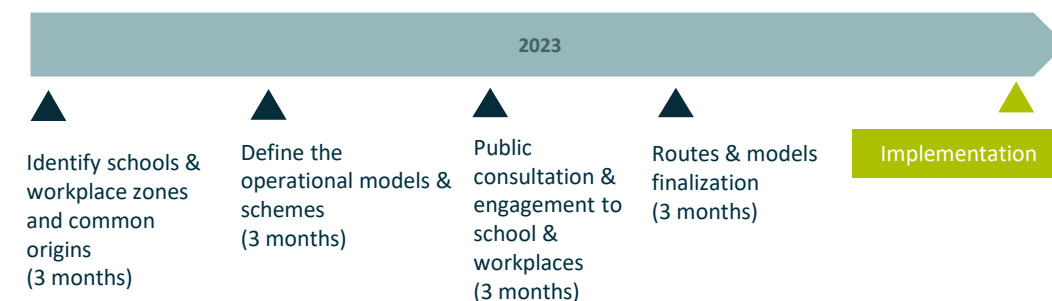 2023
Identify schools &
workplace zones
and common
origins
(3 months)
Define the
operational models &
schemes
(3 months)
Public
consultation &
engagement to
school &
workplaces
(3 months)
Routes & models
finalization
(3 months)
Implementation